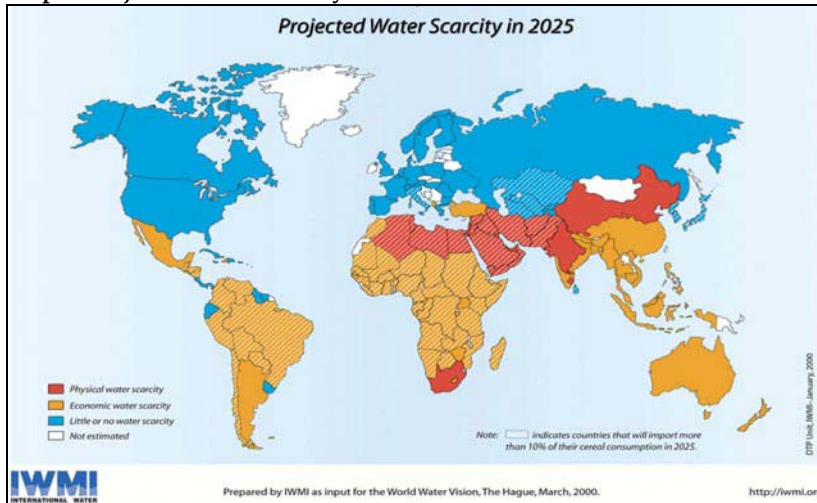 Projected Water Scarcity in 2025
Physical water scarcity
Economic water scarcity
Little or no water scarcity
Not estimated
Note: indicates countries that will import more
than 10% of their cereal consumption in 2025.
DTP Unit, IWMI- January, 2000
IWMI
INTERNATIONAL WATER
Prepared by IWMI as input for the World Water Vision, The Hague, March, 2000.
http://iwmi.or